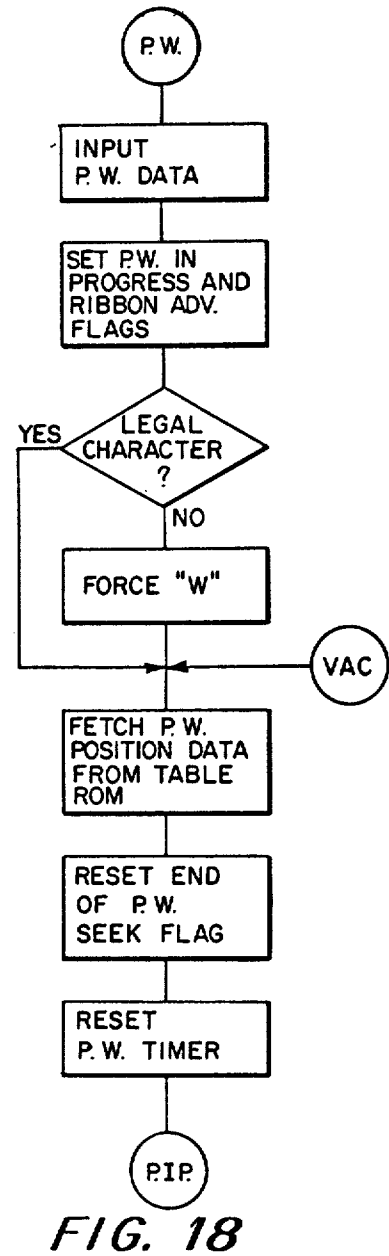 P.W.
INPUT
P.W. DATA
SET P.W. IN
PROGRESS AND
RIBBON ADV.
FLAGS
LEGAL
CHARACTER
?
YES
NO
FORCE "W"
VAC
FETCH P.W.
POSITION DATA
FROM TABLE
ROM
RESET END
OF P.W.
SEEK FLAG
RESET
P.W. TIMER
P.I.P.
FIG. 18